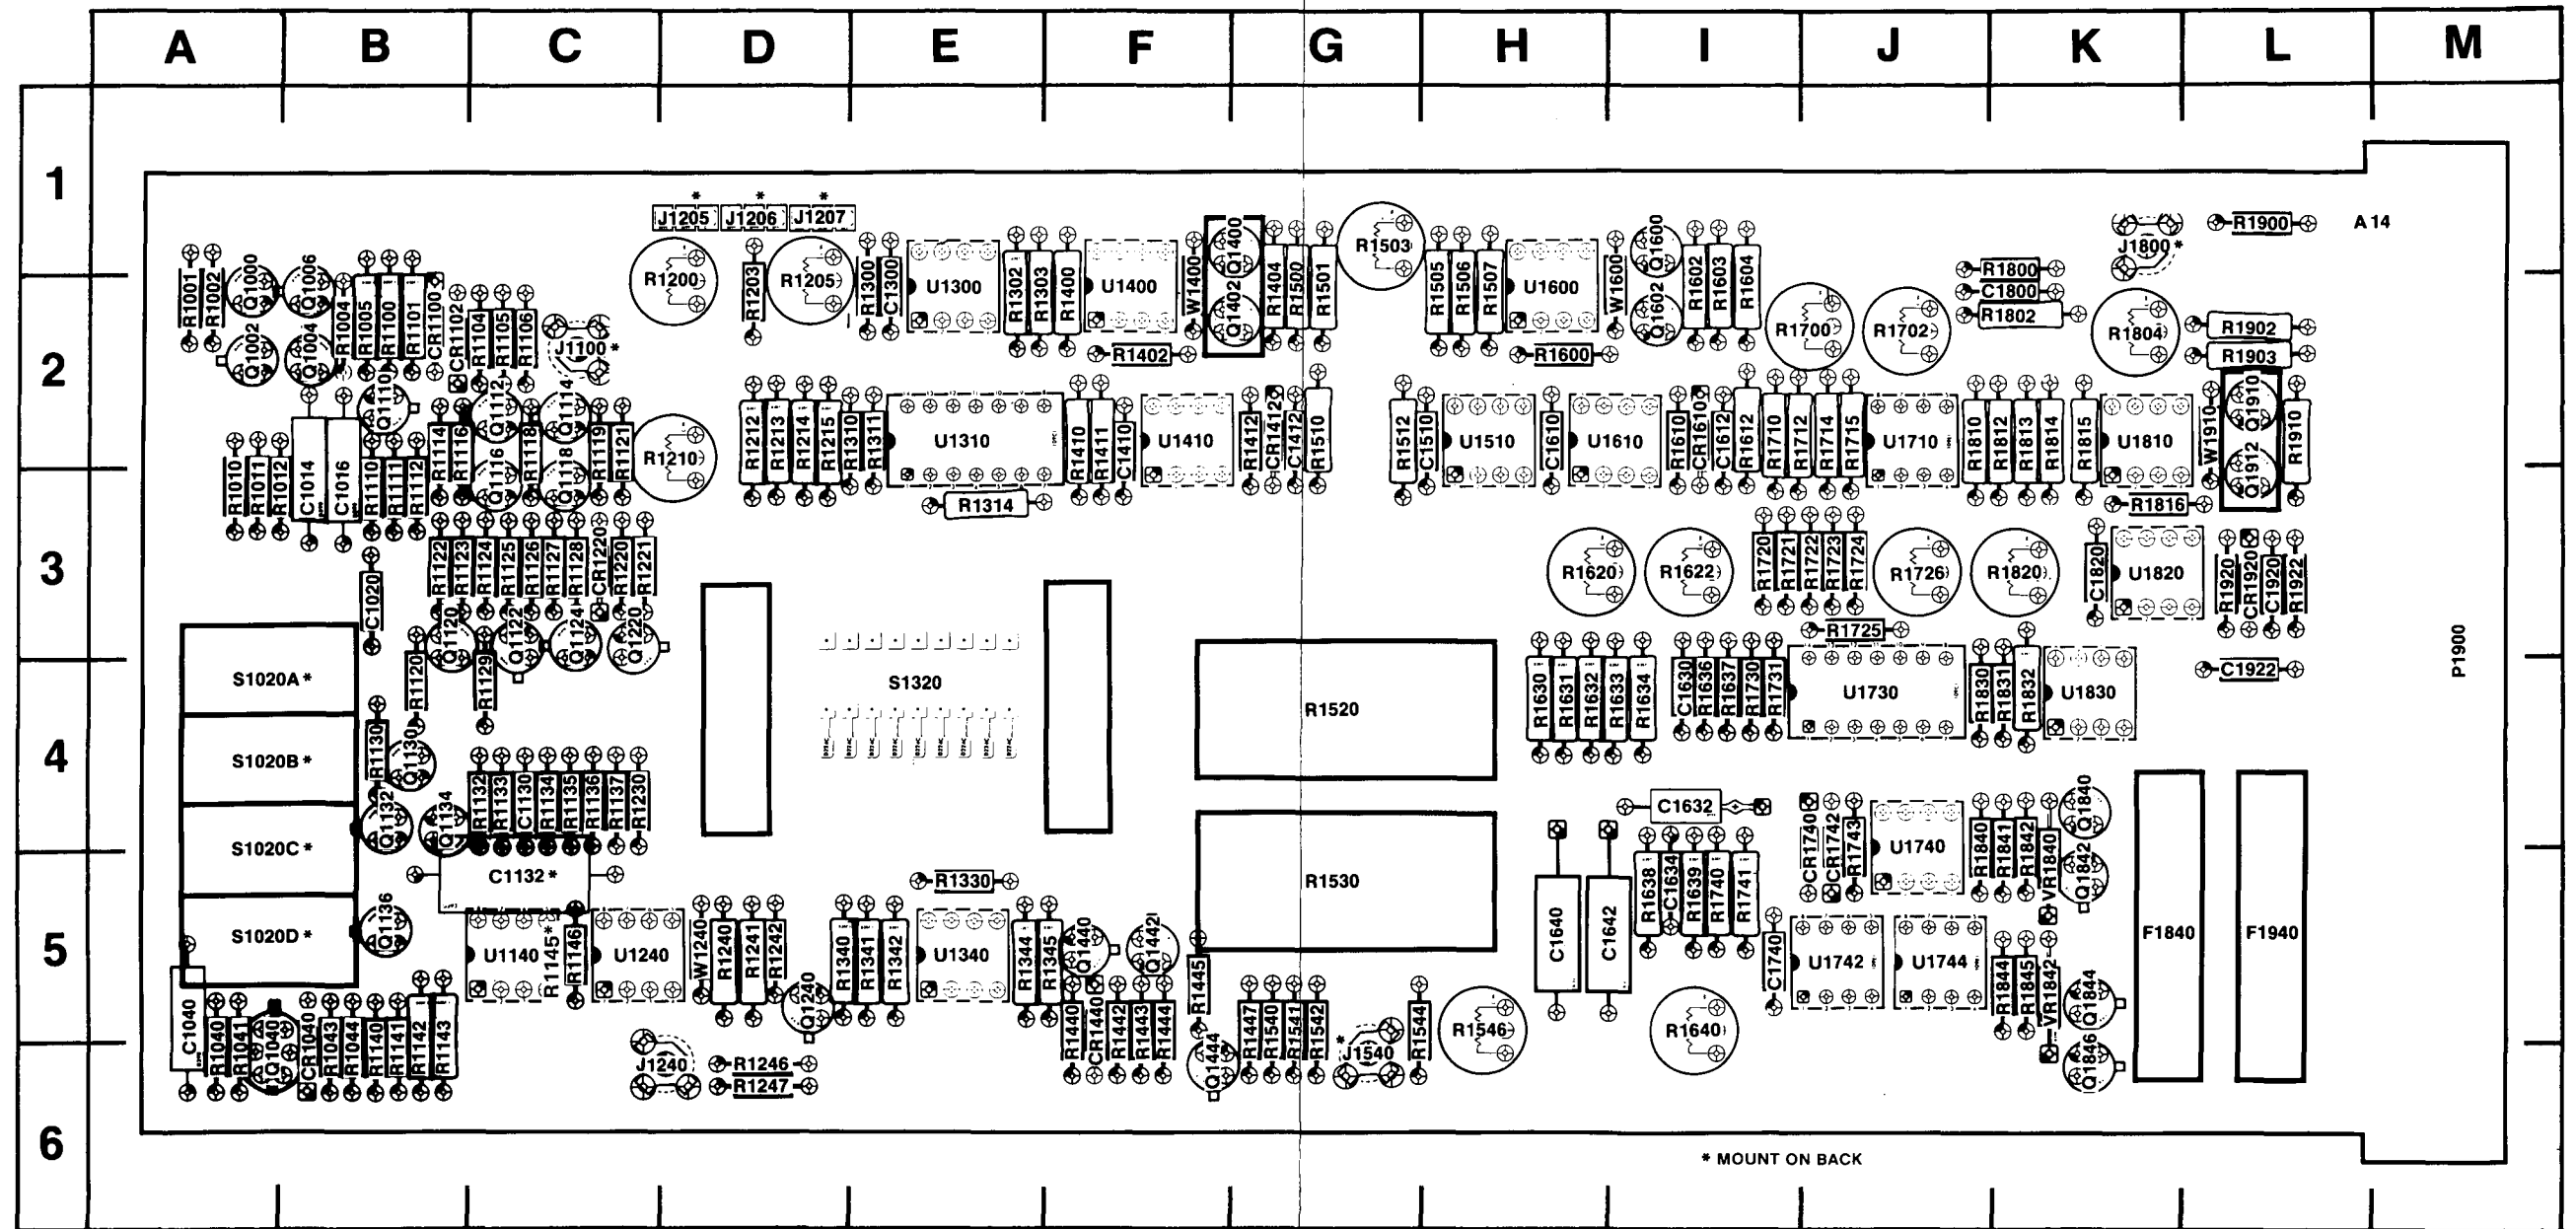 A B C D E F G H I J K L M
1
J1205 * J1206 * J1207 *
R1503 Q1400 Q1600 J1800 * R1900 A 14
R1001 R1002 Q1000 Q1006 R1004 R1005 R1100 R1101 CR1100 CR1102 R1104 R1105 R1106 J1100 *
R1200 R1203 R1205 R1300 C1300 U1300 R1302 R1303 R1400 U1400 W1400 Q1402 R1404 R1500 R1501
R1505 R1506 R1507 U1600 W1600 Q1602 R1602 R1603 R1604 R1700 R1702 R1800 C1800 R1802 R1804 R1902 R1903
Q1002 Q1004 R1402 R1600
2
Q1110 Q1112 Q1114 R1010 R1011 R1012 C1014 C1016 R1110 R1111 R1112 R1114 R1116 Q1116 R1118 Q1118 R1119 R1121 R1210
R1212 R1213 R1214 R1215 R1310 R1311 U1310 R1410 R1411 C1410 U1410 R1412 CR1412 C1412 R1510
R1512 C1510 U1510 C1610 U1610 R1610 CR1610 C1612 R1612 R1710 R1712 R1714 R1715 U1710
R1810 R1812 R1813 R1814 R1815 U1810 W1910 Q1910 Q1912 R1910
R1314 R1816
3
C1020 R1122 R1123 R1124 R1125 R1126 R1127 R1128 CR1220 R1220 R1221
R1620 R1622 R1720 R1721 R1722 R1723 R1724 R1726 R1820 C1820 U1820 R1920 CR1920 C1920 R1922
Q1120 Q1122 Q1124 Q1220 R1725
S1020A * R1120 R1129 S1320 R1520 R1630 R1631 R1632 R1633 R1634 C1630 R1636 R1637 R1730 R1731 U1730 R1830 R1831 R1832 U1830 C1922 P1900
4
S1020B * R1130 Q1130
Q1132 Q1134 R1132 R1133 C1130 R1134 R1135 R1136 R1137 R1230 C1632
S1020C * CR1740 CR1742 R1743 U1740 R1840 R1841 R1842 VR1840 Q1840 Q1842
C1132 * R1330 R1530 R1638 C1634 R1639 R1740 R1741
5
S1020D * Q1136 U1140 R1145 * R1146 U1240 W1240 R1240 R1241 R1242 Q1240 R1340 R1341 R1342 U1340 R1344 R1345 Q1440 Q1442 R1445
C1640 C1642 C1740 U1742 U1744 R1844 R1845 VR1842 Q1844 F1840 F1940
C1040 R1040 R1041 Q1040 CR1040 R1043 R1044 R1140 R1141 R1142 R1143 J1240 R1246 R1247
R1440 CR1440 R1442 R1443 R1444 Q1444 R1447 R1540 R1541 R1542 * J1540 R1544 R1546 R1640 Q1846
6
* MOUNT ON BACK